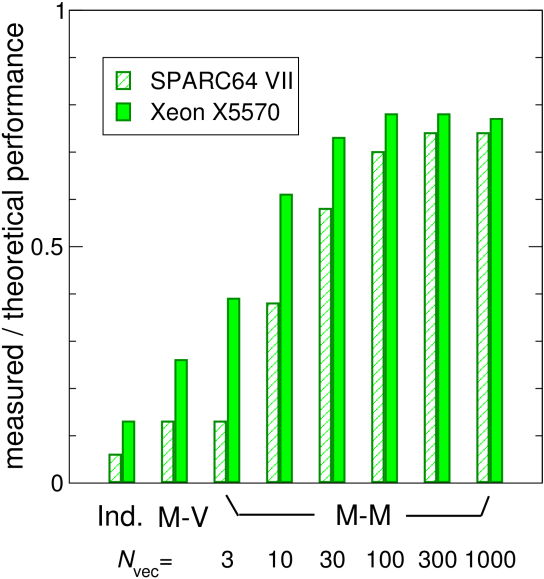 measured / theoretical performance
1
0.5
0
SPARC64 VII
Xeon X5570
Ind. M-V M-M
Nvec= 3 10 30 100 300 1000